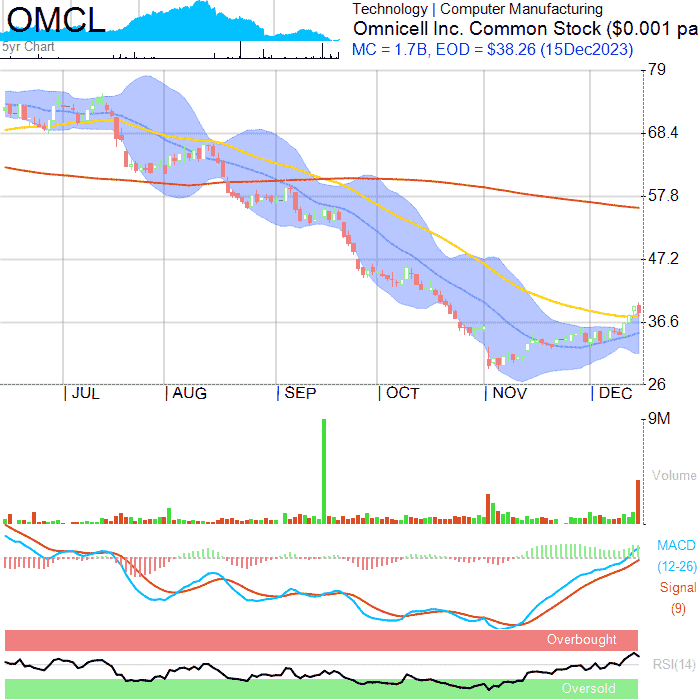 OMCL
5yr Chart
Technology | Computer Manufacturing
Omnicell Inc. Common Stock ($0.001 pa
MC = 1.7B, EOD = $38.26 (15Dec2023)
79
68.4
57.8
47.2
36.6
26
JUL
AUG
SEP
OCT
NOV
DEC
9M
Volume
MACD
(12-26)
Signal
(9)
Overbought
RSI(14)
Oversold